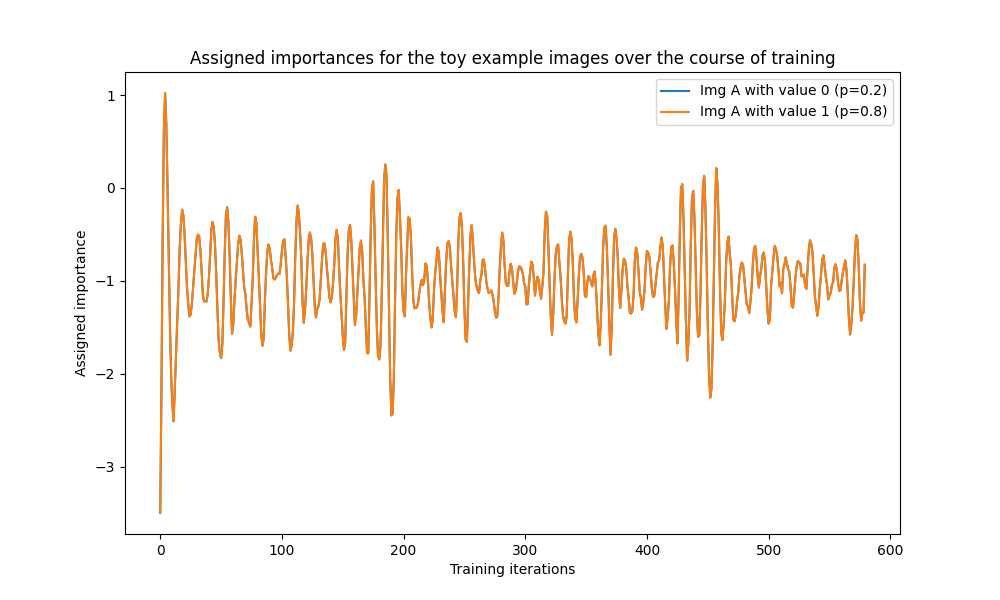 Assigned importances for the toy example images over the course of training
Img A with value 0 (p=0.2)
Img A with value 1 (p=0.8)
1
0
−1
−2
−3
Assigned importance
0 100 200 300 400 500 600
Training iterations